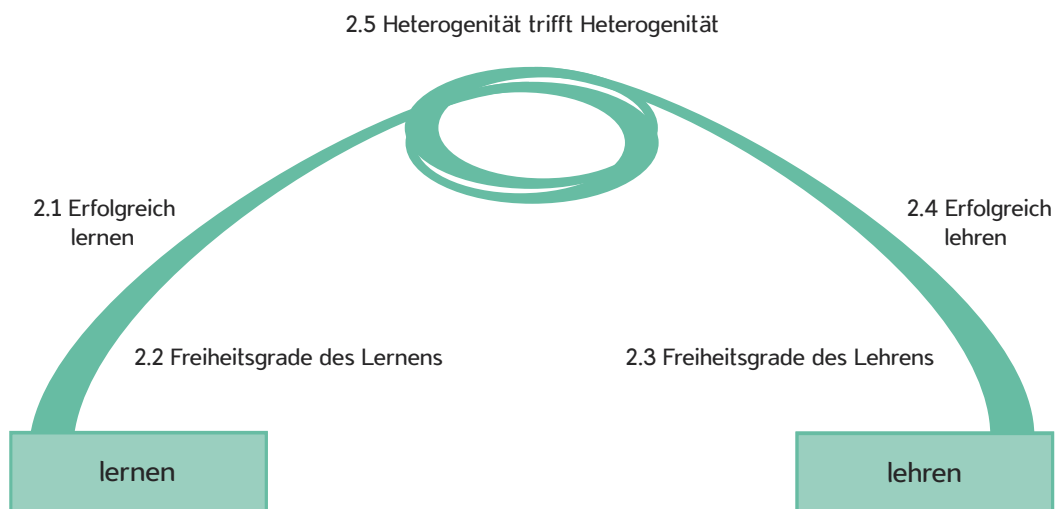 2.5 Heterogenität trifft Heterogenität
2.1 Erfolgreich
lernen
2.4 Erfolgreich
lehren
2.2 Freiheitsgrade des Lernens
2.3 Freiheitsgrade des Lehrens
lernen
lehren